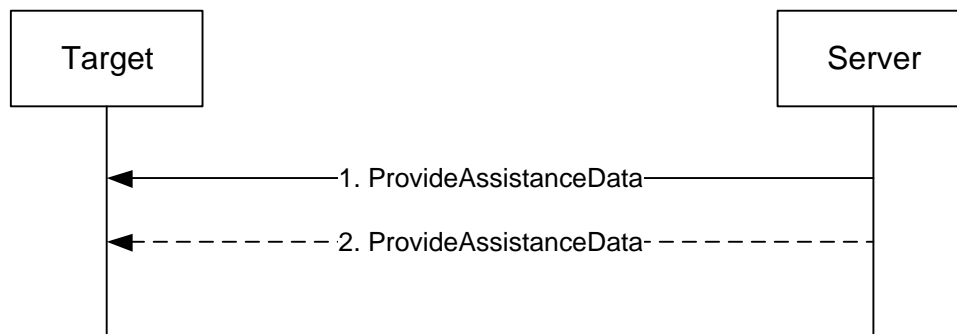 Target
Server
1. ProvideAssistanceData
2. ProvideAssistanceData